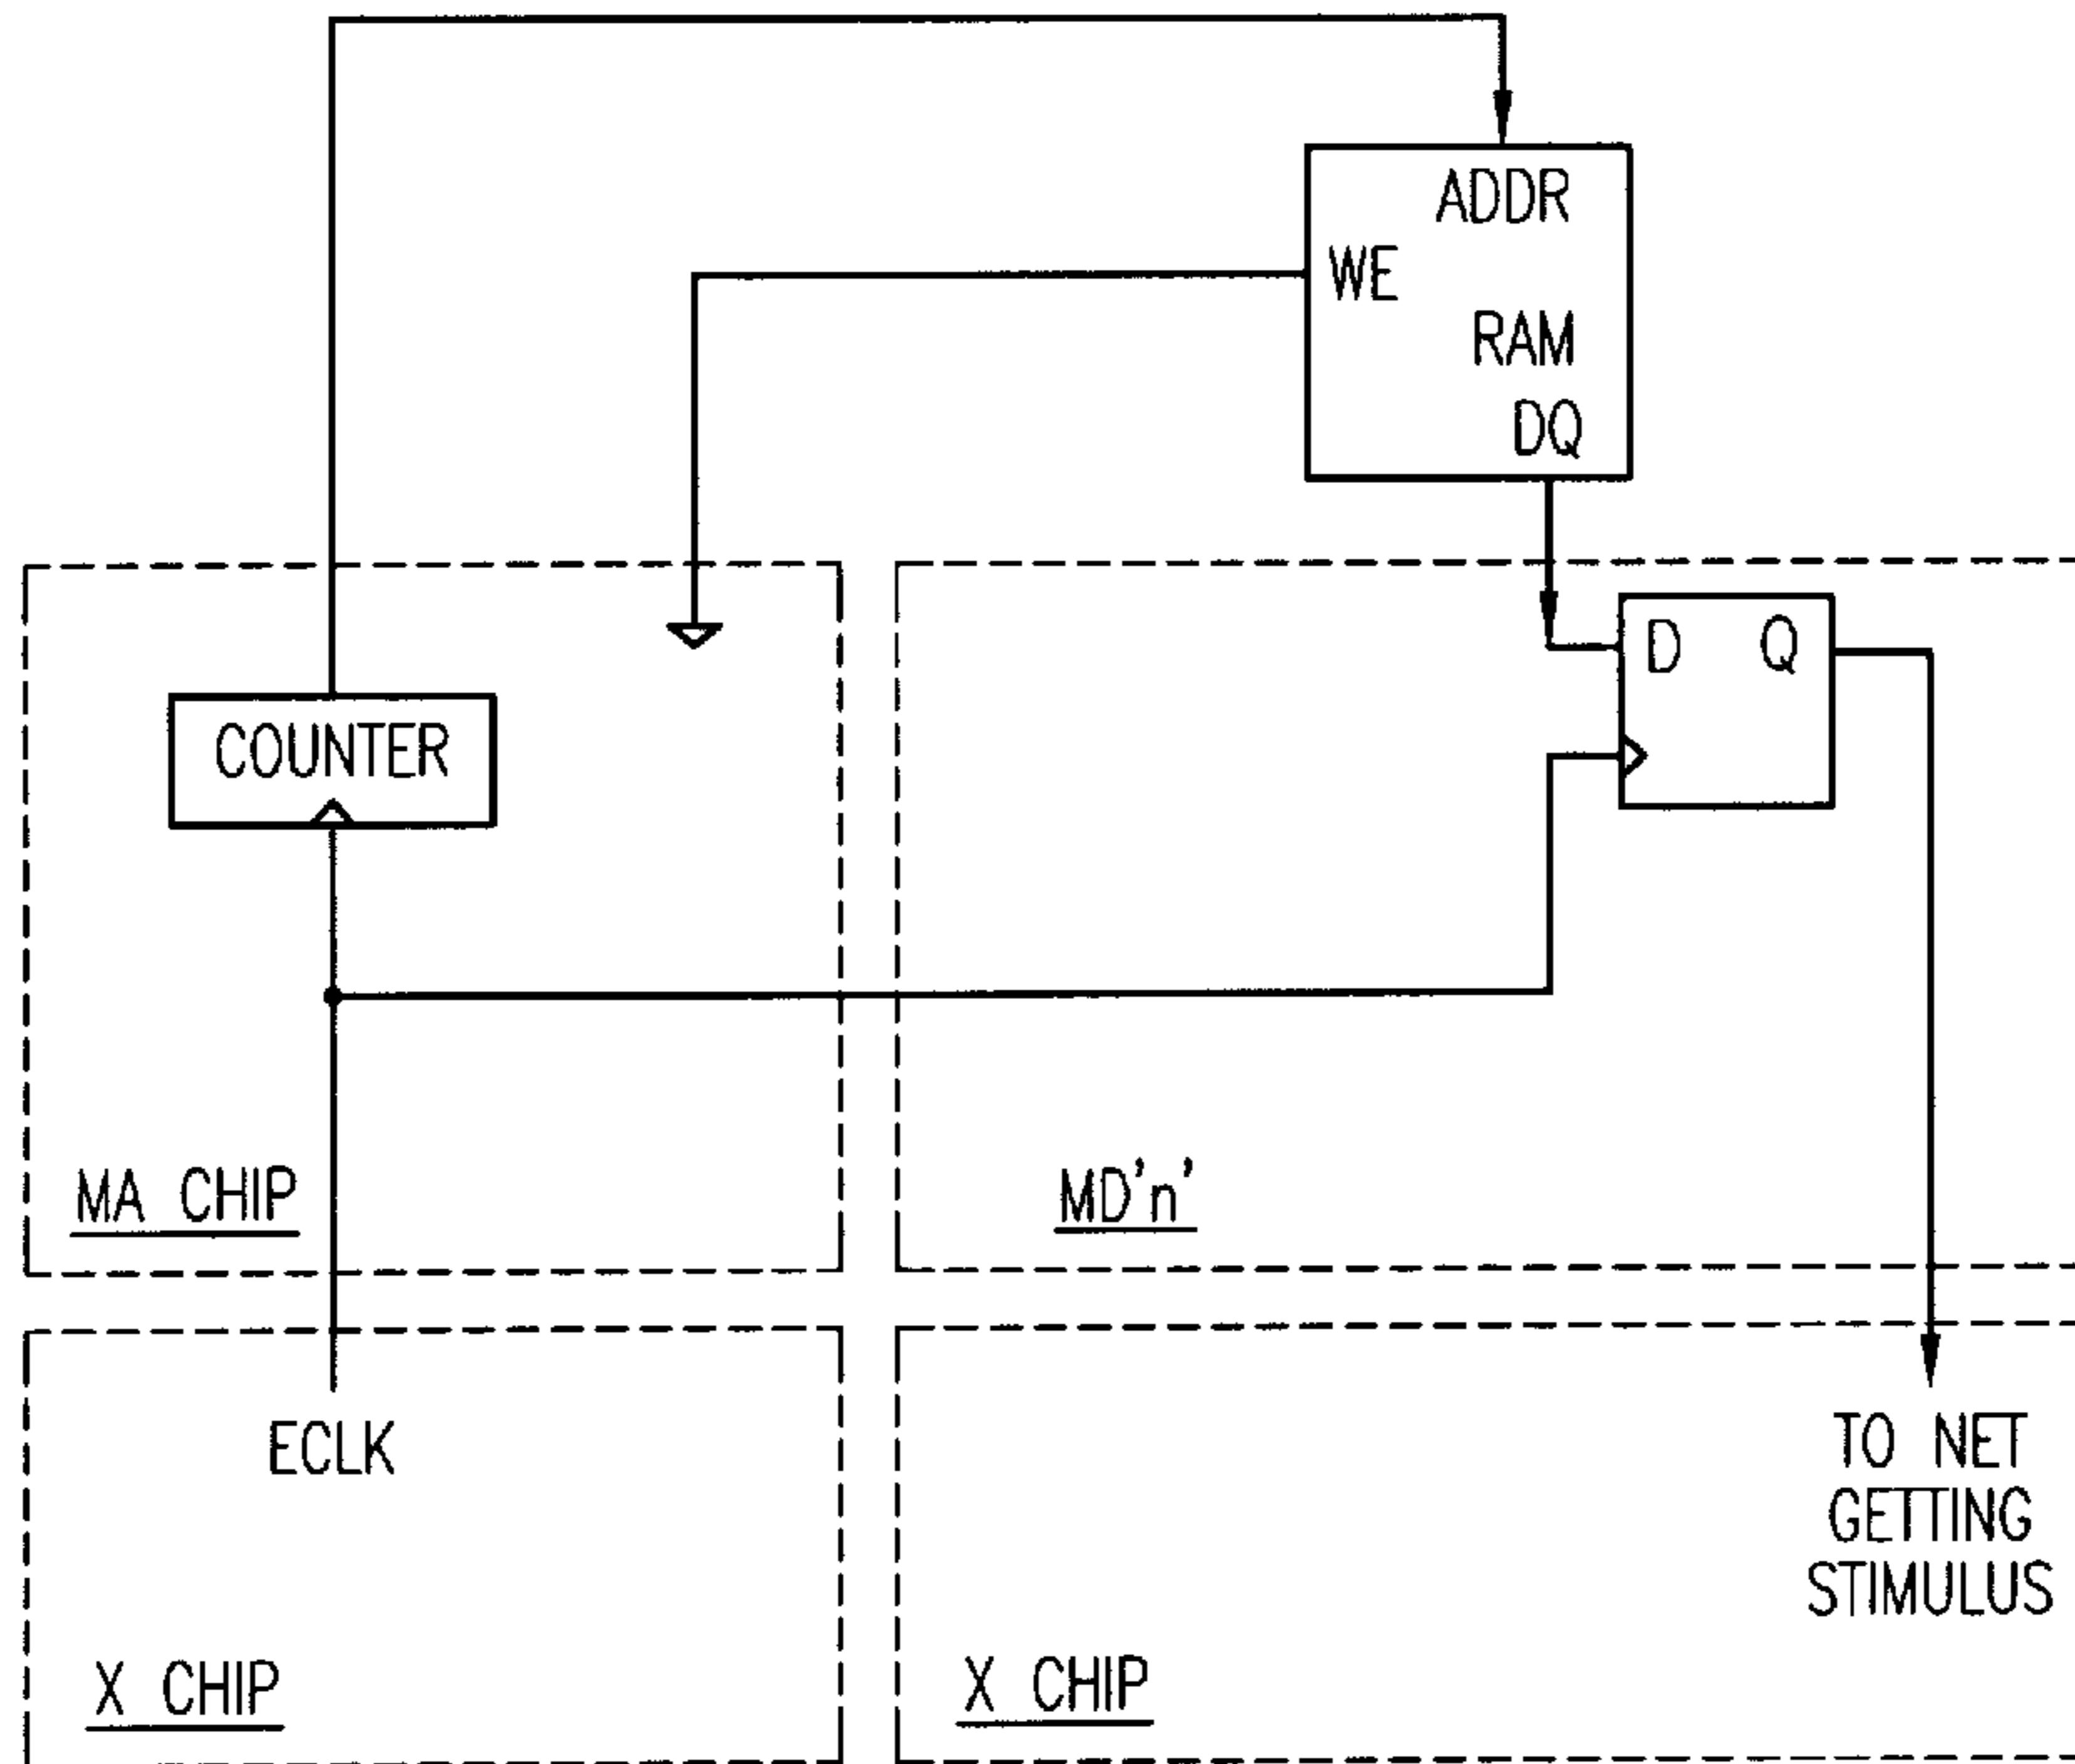 ADDR
WE
RAM
DQ
D Q
COUNTER
MA CHIP
MD'n'
ECLK
TO NET
GETTING
STIMULUS
X CHIP
X CHIP